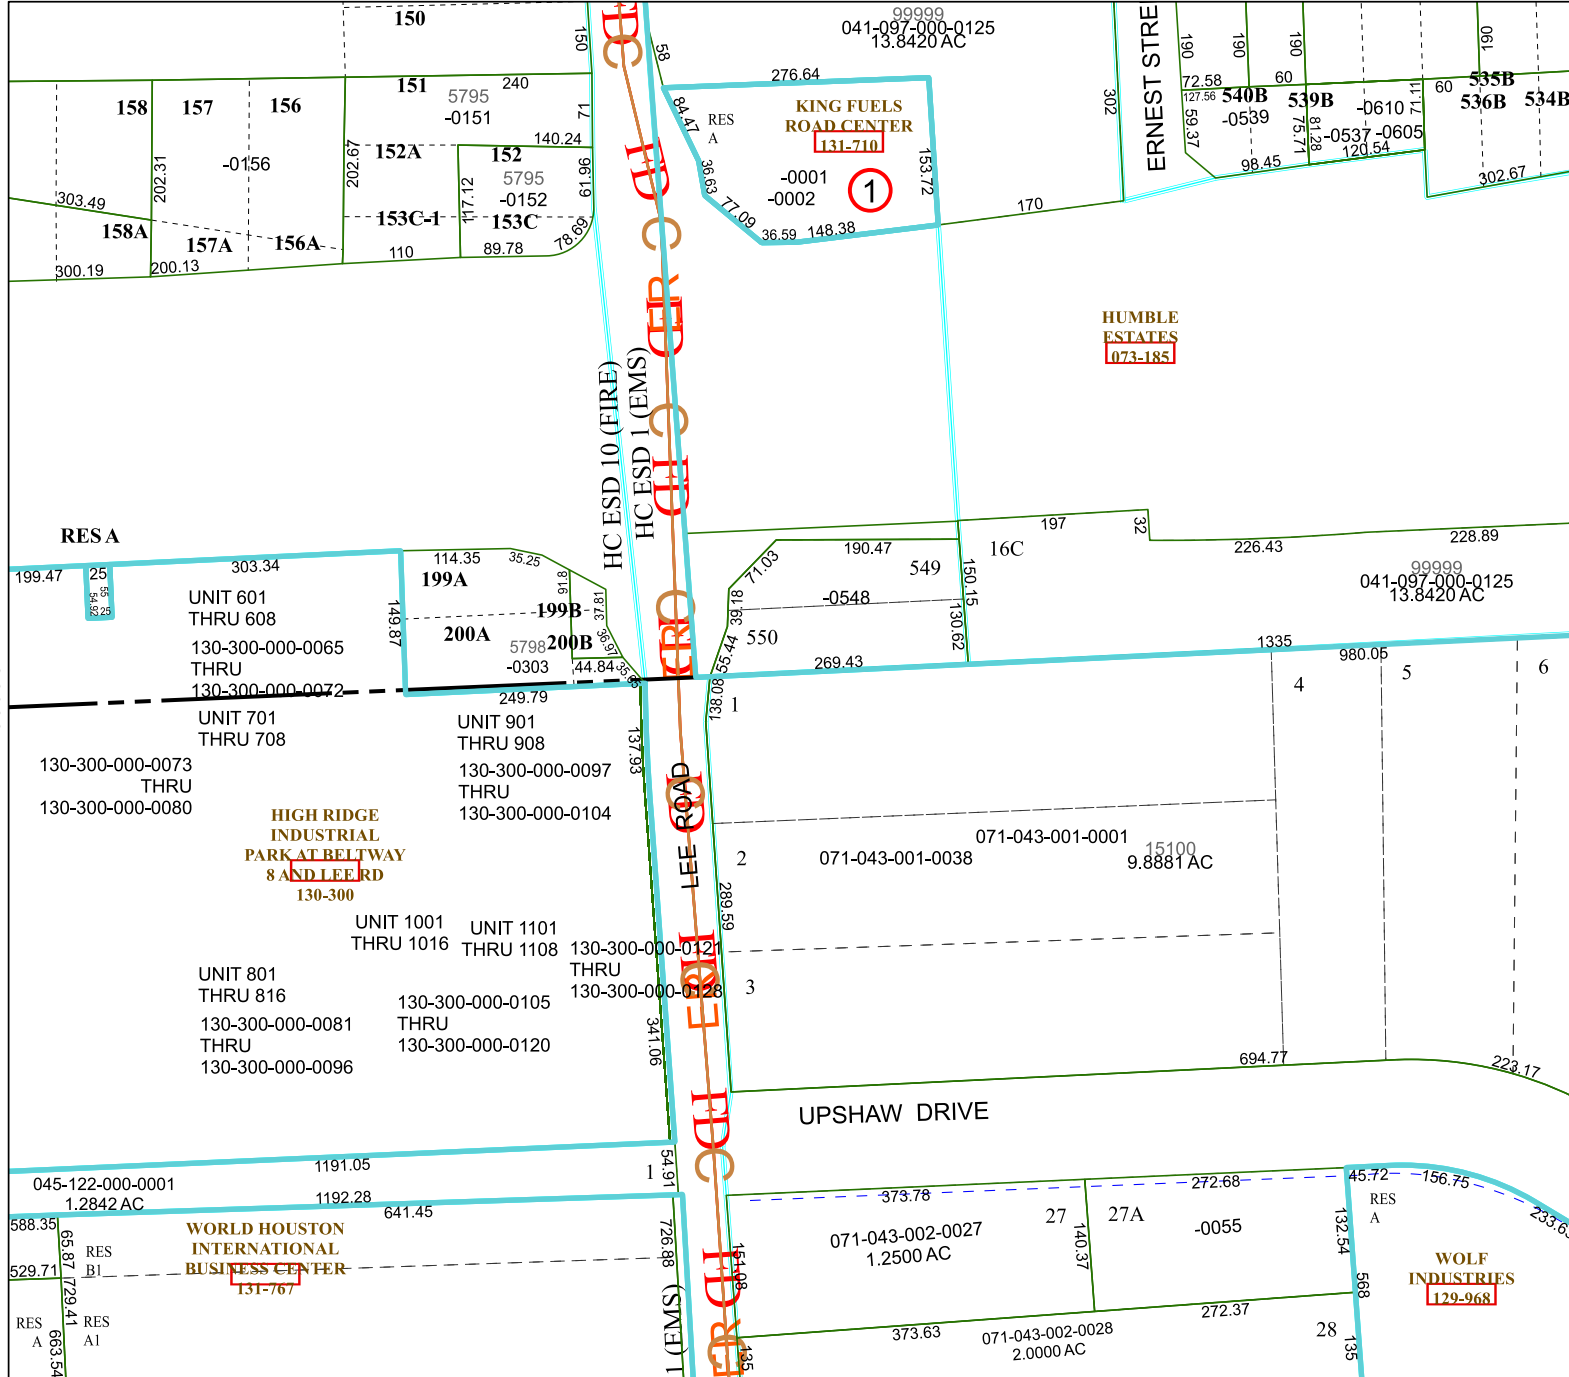 150
150
58
99999
041-097-000-0125
13.8420 AC
ERNEST STRE
190
190
190
190
158
157
156
151
5795
-0151
240
71
140.24
276.64
84.47
RES
A
KING FUELS
ROAD CENTER
131-710
302
72.58
127.56
60
540B
-0539
539B
-0610
77.11
60
535B
536B
534B
59.37
75.71
81.28
-0537
-0605
120.54
98.45
302.67
202.31
-0156
202.67
152A
152
5795
-0152
117.12
61.96
36.63
77.09
-0001
-0002
1
153.72
36.59
148.38
170
303.49
158A
157A
156A
153C-1
153C
78.69
300.19
200.13
110
89.78
HC ESD 10 (FIRE)
HC ESD 1 (EMS)
HUMBLE
ESTATES
073-185
RES A
199.47
25
55
54.92
25
303.34
114.35
35.25
91.8
199A
199B
37.81
149.87
200A
200B
36.97
5798
-0303
44.84
35.65
249.79
190.47
71.03
549
39.18
-0548
550
55.44
269.43
150.15
130.62
197
32
16C
226.43
228.89
99999
041-097-000-0125
13.8420 AC
1335
980.05
UNIT 601
THRU 608
130-300-000-0065
THRU
130-300-000-0072
UNIT 701
THRU 708
130-300-000-0073
THRU
130-300-000-0080
UNIT 901
THRU 908
130-300-000-0097
THRU
130-300-000-0104
137.93
138.08
1
4
5
6
LEE ROAD
HIGH RIDGE
INDUSTRIAL
PARK AT BELTWAY
8 AND LEE RD
130-300
2
071-043-001-0038
071-043-001-0001
15100
9.8881 AC
289.59
UNIT 1001
THRU 1016
UNIT 1101
THRU 1108
130-300-000-0121
THRU
130-300-000-0128
3
UNIT 801
THRU 816
130-300-000-0081
THRU
130-300-000-0096
130-300-000-0105
THRU
130-300-000-0120
341.06
694.77
223.17
UPSHAW DRIVE
1191.05
1
54.91
045-122-000-0001
1.2842 AC
1192.28
641.45
588.35
65.87
RES
B1
529.71
729.41
RES
A
RES
A1
663.54
WORLD HOUSTON
INTERNATIONAL
BUSINESS CENTER
131-767
726.88
1 (EMS)
373.78
272.68
45.72
156.75
RES
A
233.65
151.08
071-043-002-0027
1.2500 AC
27
27A
140.37
-0055
132.54
568
WOLF
INDUSTRIES
129-968
373.63
272.37
071-043-002-0028
2.0000 AC
28
135
135